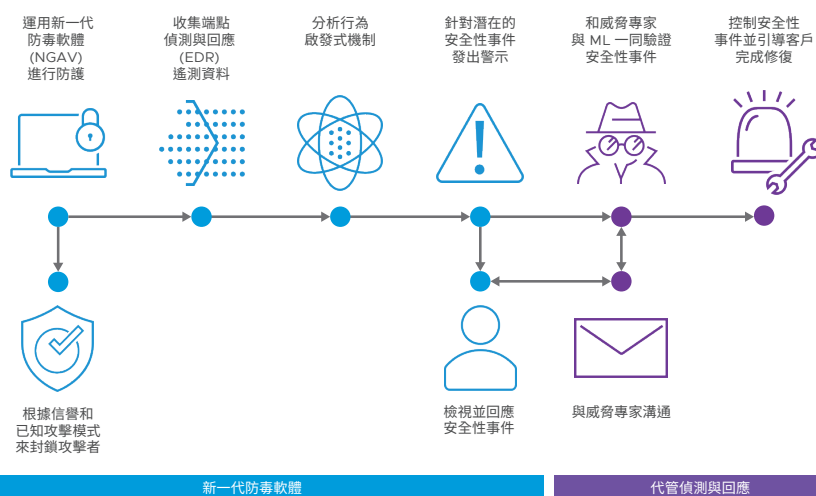 運用新一代
防毒軟體
(NGAV)
進行防護
收集端點
偵測與回應
(EDR)
遙測資料
分析行為
啟發式機制
針對潛在的
安全性事件
發出警示
和威脅專家
與 ML 一同驗證
安全性事件
控制安全性
事件並引導客戶
完成修復
根據信譽和
已知攻擊模式
來封鎖攻擊者
檢視並回應
安全性事件
與威脅專家溝通
新一代防毒軟體
代管偵測與回應